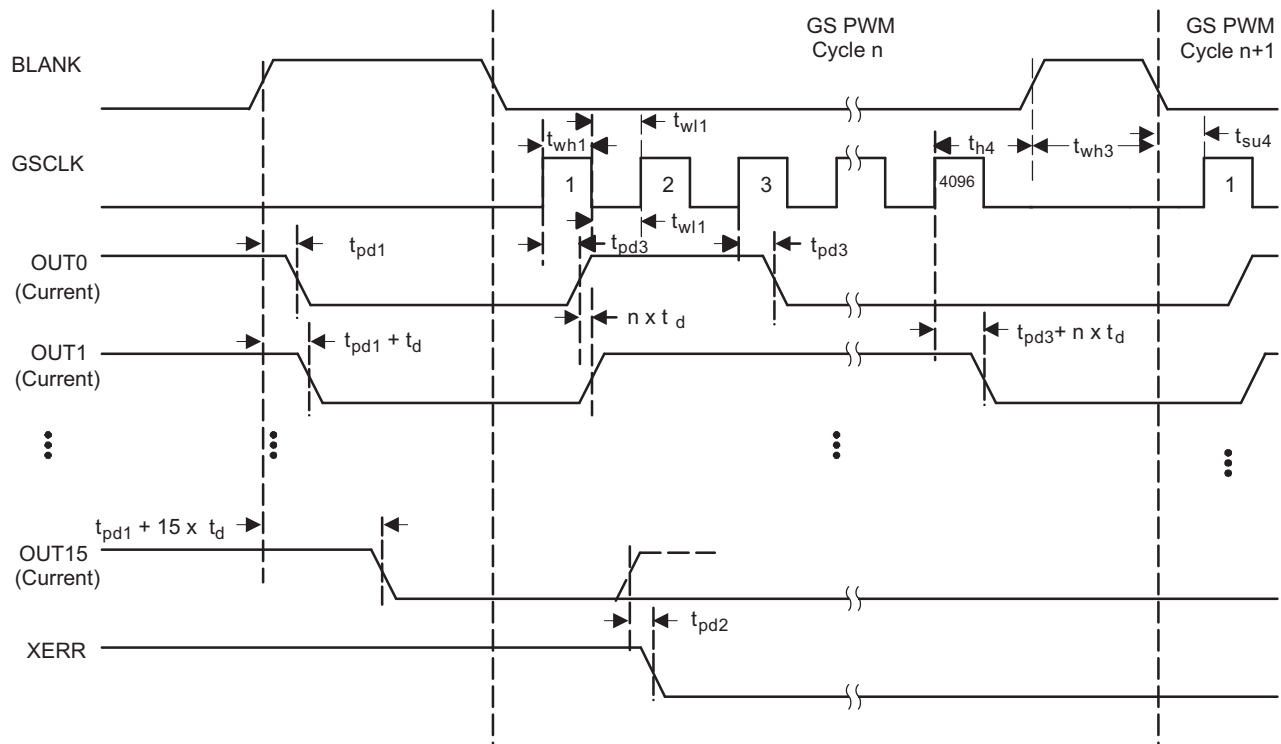 GS PWM
Cycle n
GS PWM
Cycle n+1
BLANK
t_wh1
t_wl1
t_h4
t_wh3
t_su4
GSCLK
1
2
3
4096
1
t_wl1
t_pd1
t_pd3
t_pd3
OUT0
(Current)
n x t_d
t_pd1 + t_d
t_pd3 + n x t_d
OUT1
(Current)
t_pd1 + 15 x t_d
OUT15
(Current)
t_pd2
XERR